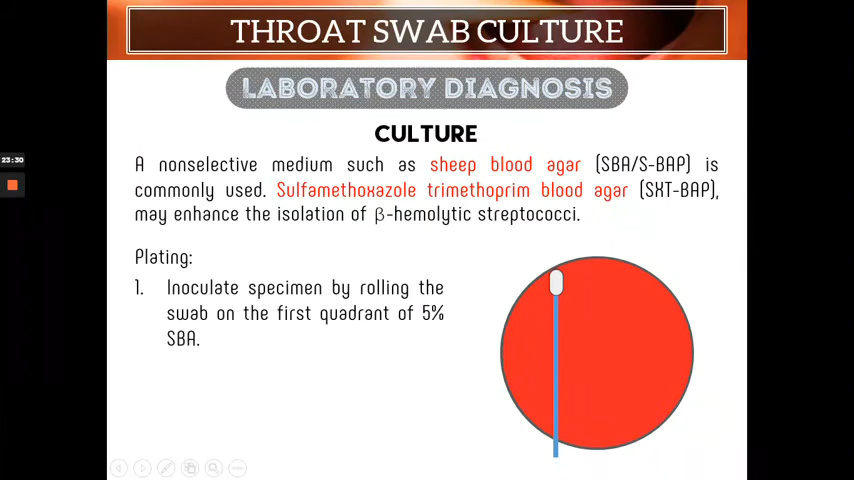 THROAT SWAB CULTURE
LABORATORY DIAGNOSIS
CULTURE
A nonselective medium such as sheep blood agar (SBA/S-BAP) is
commonly used. Sulfamethoxazole trimethoprim blood agar (SXT-BAP),
may enhance the isolation of β-hemolytic streptococci.
23:30
Plating:
1. Inoculate specimen by rolling the
swab on the first quadrant of 5%
SBA.